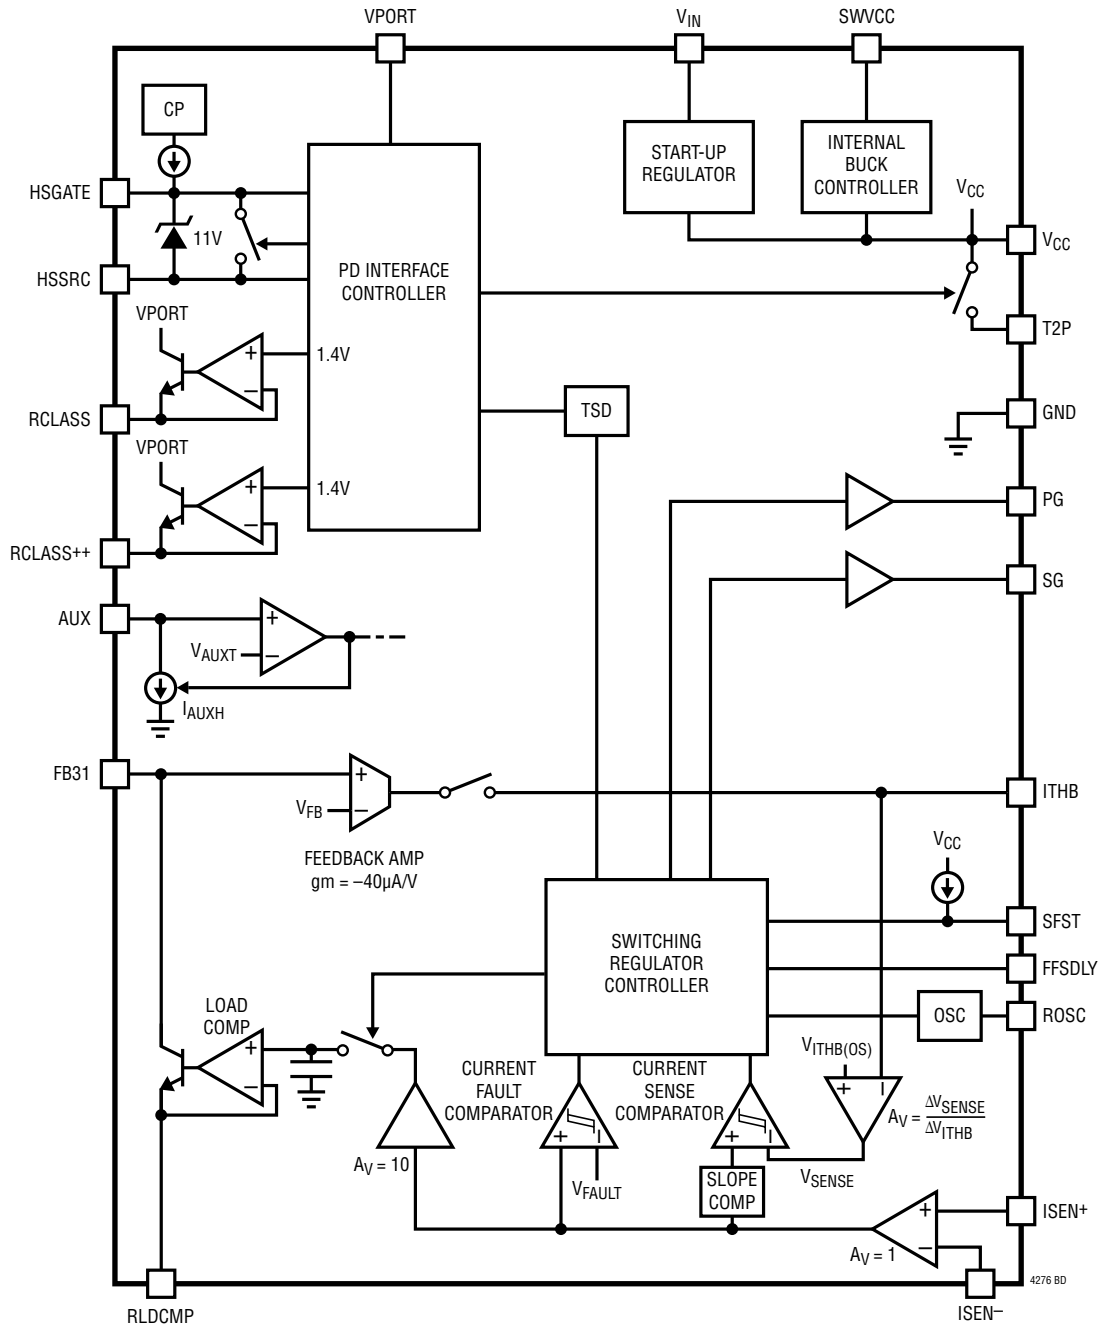 VPORT
VIN
SWVCC
CP
START-UP
REGULATOR
INTERNAL
BUCK
CONTROLLER
VCC
HSGATE
11V
VCC
HSSRC
PD INTERFACE
CONTROLLER
VPORT
T2P
+
1.4V
–
RCLASS
TSD
GND
VPORT
+
1.4V
–
PG
RCLASS++
SG
AUX
+
VAUXT
–
IAUXH
FB31
+
VFB
–
ITHB
FEEDBACK AMP
gm = –40µA/V
VCC
SFST
SWITCHING
REGULATOR
CONTROLLER
FFSDLY
OSC
ROSC
LOAD
COMP
+
–
VITHB(OS)
+
–
CURRENT
FAULT
COMPARATOR
+
–
CURRENT
SENSE
COMPARATOR
+
–
AV = ΔVSENSE
ΔVITHB
AV = 10
VFAULT
SLOPE
COMP
VSENSE
+
–
ISEN+
AV = 1
4276 BD
RLDCMP
ISEN–